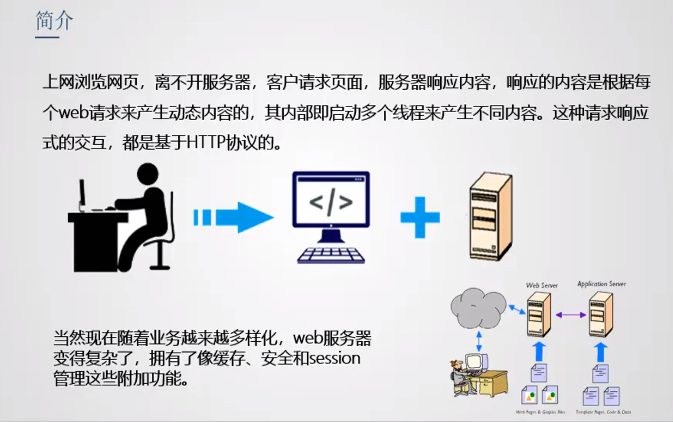 简介
上网浏览网页，离不开服务器，客户请求页面，服务器响应内容，响应的内容是根据每
个web请求来产生动态内容的，其内部即启动多个线程来产生不同内容。这种请求响应
式的交互，都是基于HTTP协议的。
</>
Web Server
Application Server
当然现在随着业务越来越多样化，web服务器
变得复杂了，拥有了像缓存、安全和session
管理这些附加功能。
Web Pages & Graphic Files
Template Pages, Code & Data